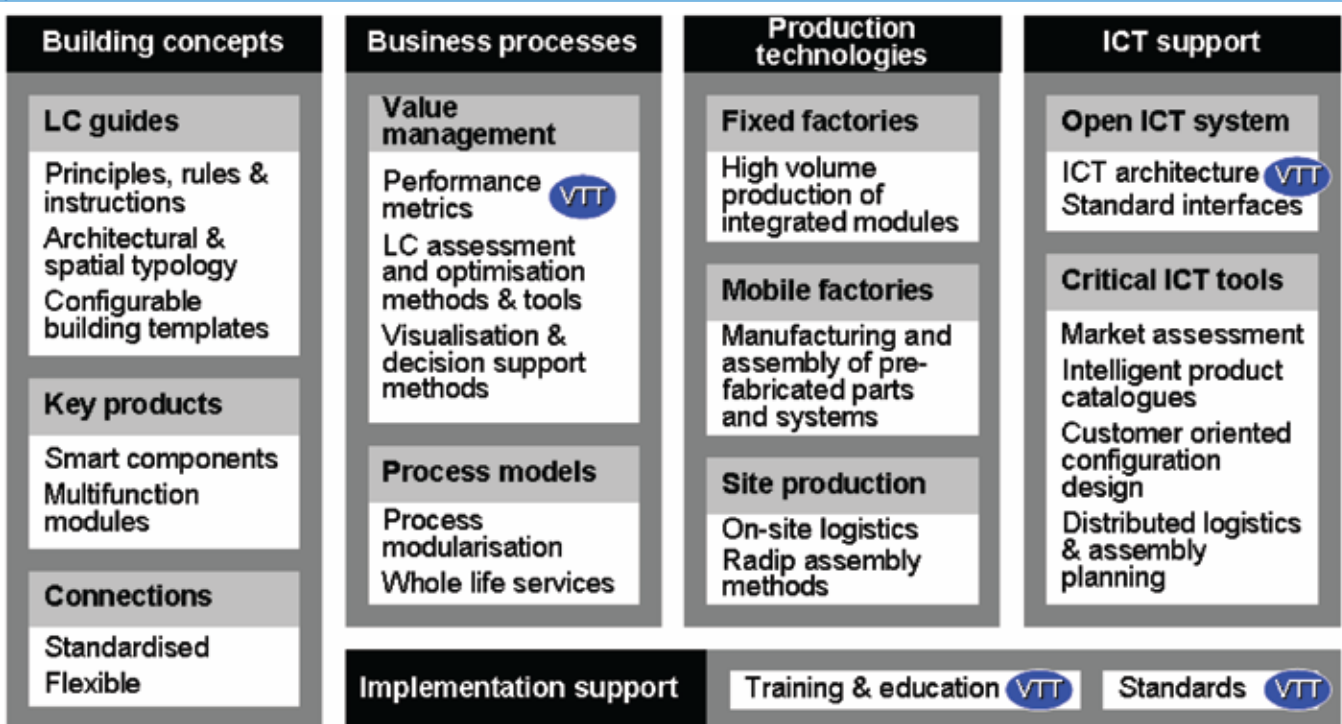 Building concepts
LC guides
Principles, rules &
instructions
Architectural &
spatial typology
Configurable
building templates
Key products
Smart components
Multifunction
modules
Connections
Standardised
Flexible
Business processes
Value
management
Performance
metrics
VTT
LC assessment
and optimisation
methods & tools
Visualisation &
decision support
methods
Process models
Process
modularisation
Whole life services
Production
technologies
Fixed factories
High volume
production of
integrated modules
Mobile factories
Manufacturing and
assembly of pre-
fabricated parts
and systems
Site production
On-site logistics
Radip assembly
methods
ICT support
Open ICT system
ICT architecture VTT
Standard interfaces
Critical ICT tools
Market assessment
Intelligent product
catalogues
Customer oriented
configuration
design
Distributed logistics
& assembly
planning
Implementation support
Training & education VTT
Standards VTT